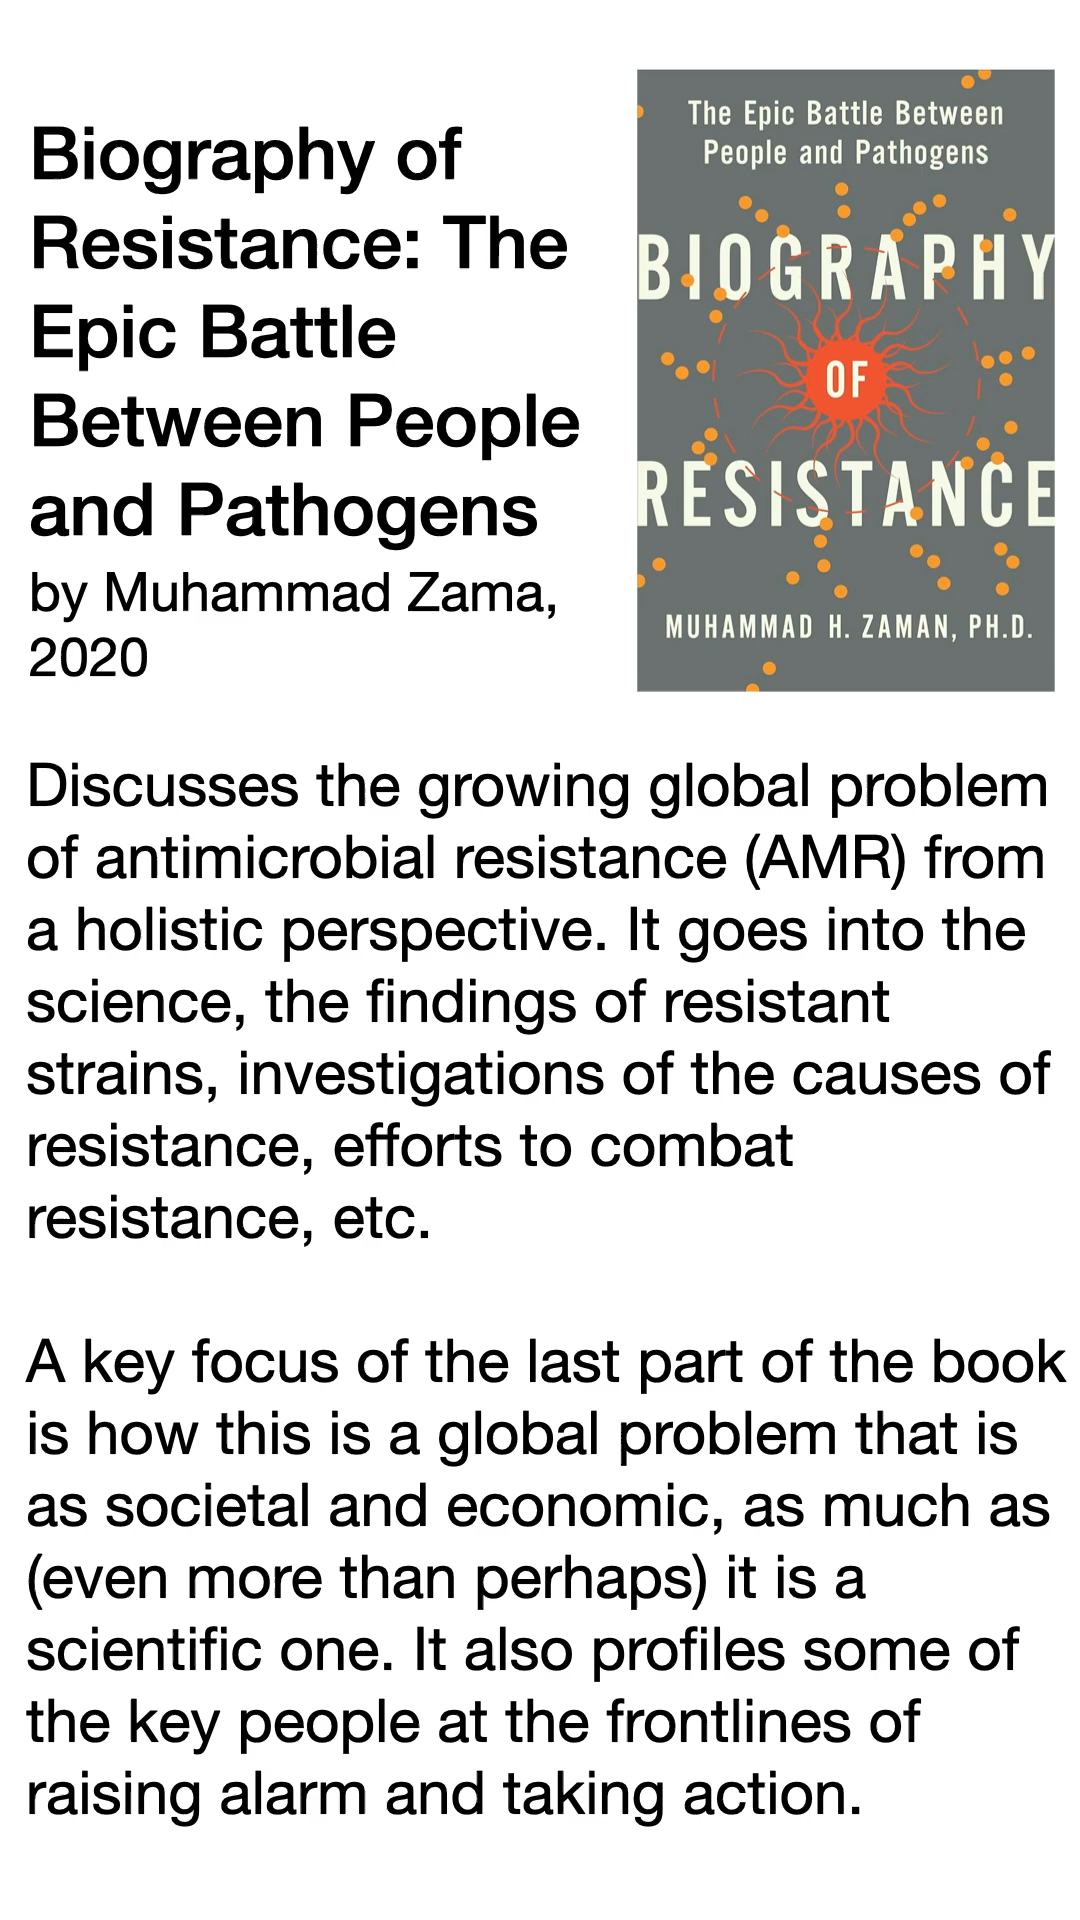 Biography of
Resistance: The
Epic Battle
Between People
and Pathogens
by Muhammad Zama,
2020
The Epic Battle Between
People and Pathogens
BIOGRAPHY
OF
RESISTANCE
MUHAMMAD H. ZAMAN, PH.D.
Discusses the growing global problem
of antimicrobial resistance (AMR) from
a holistic perspective. It goes into the
science, the findings of resistant
strains, investigations of the causes of
resistance, efforts to combat
resistance, etc.
A key focus of the last part of the book
is how this is a global problem that is
as societal and economic, as much as
(even more than perhaps) it is a
scientific one. It also profiles some of
the key people at the frontlines of
raising alarm and taking action.